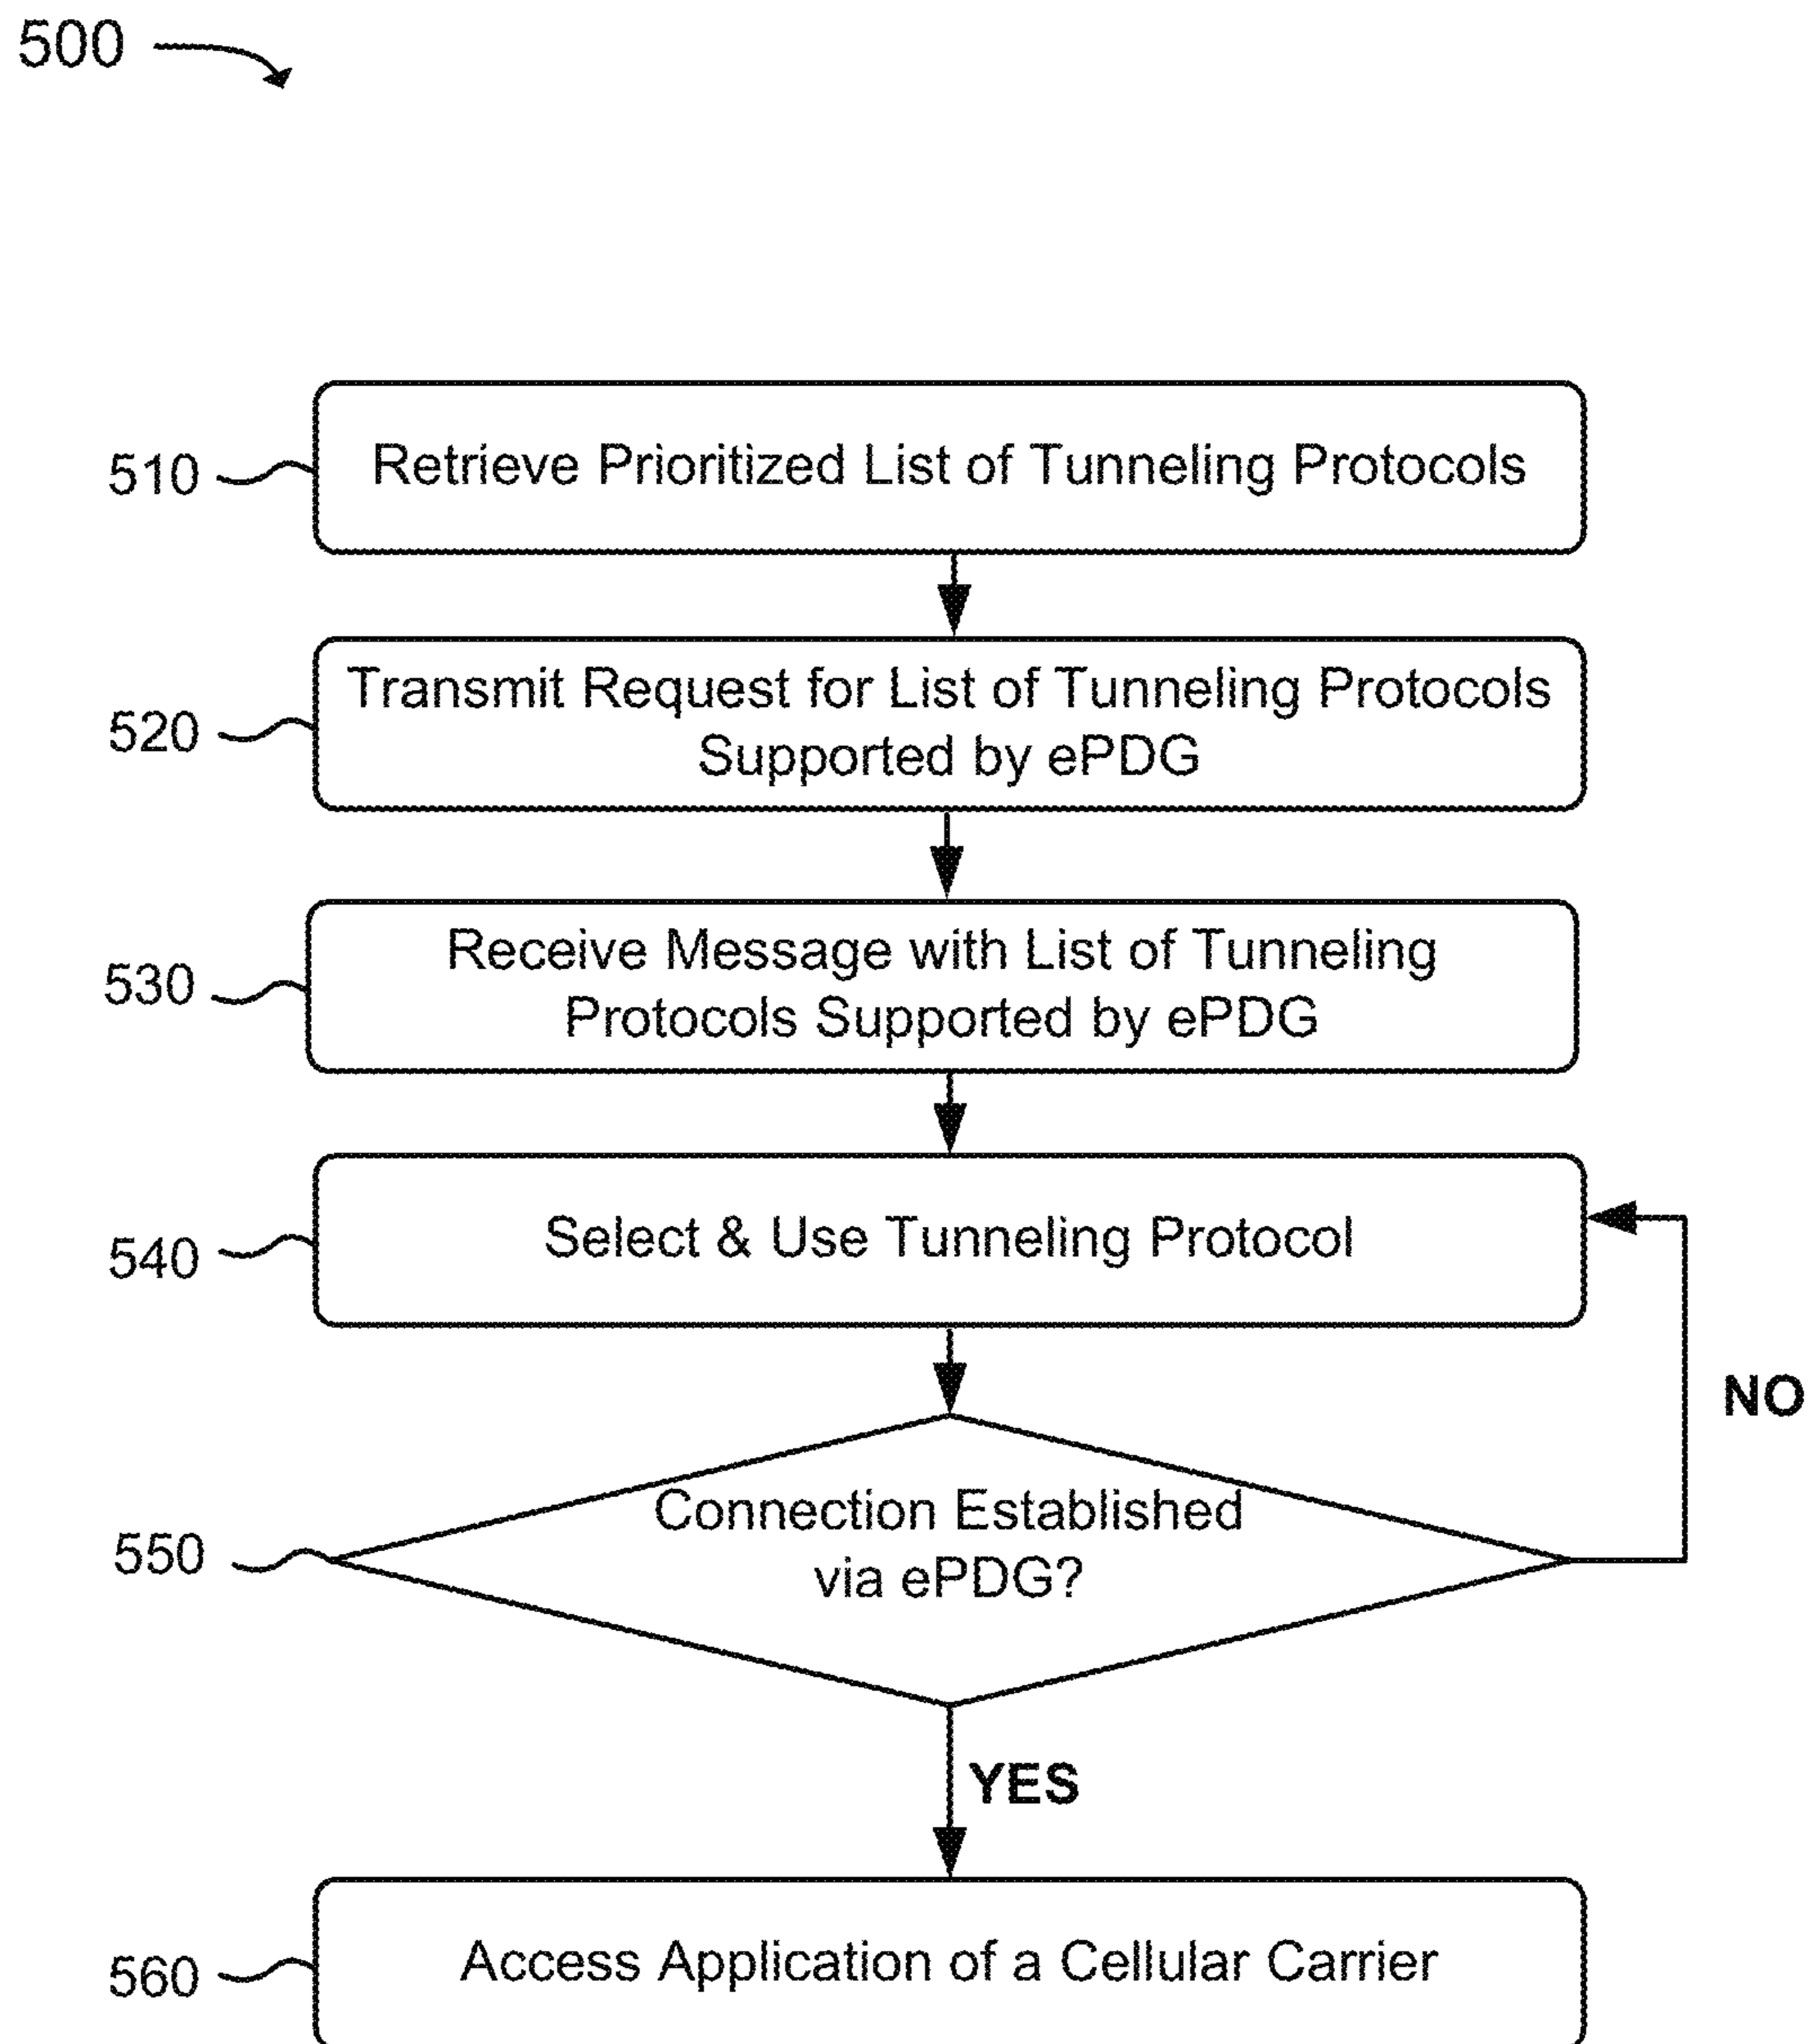 500
510
Retrieve Prioritized List of Tunneling Protocols
520
Transmit Request for List of Tunneling Protocols
Supported by ePDG
530
Receive Message with List of Tunneling
Protocols Supported by ePDG
540
Select & Use Tunneling Protocol
NO
550
Connection Established
via ePDG?
YES
560
Access Application of a Cellular Carrier